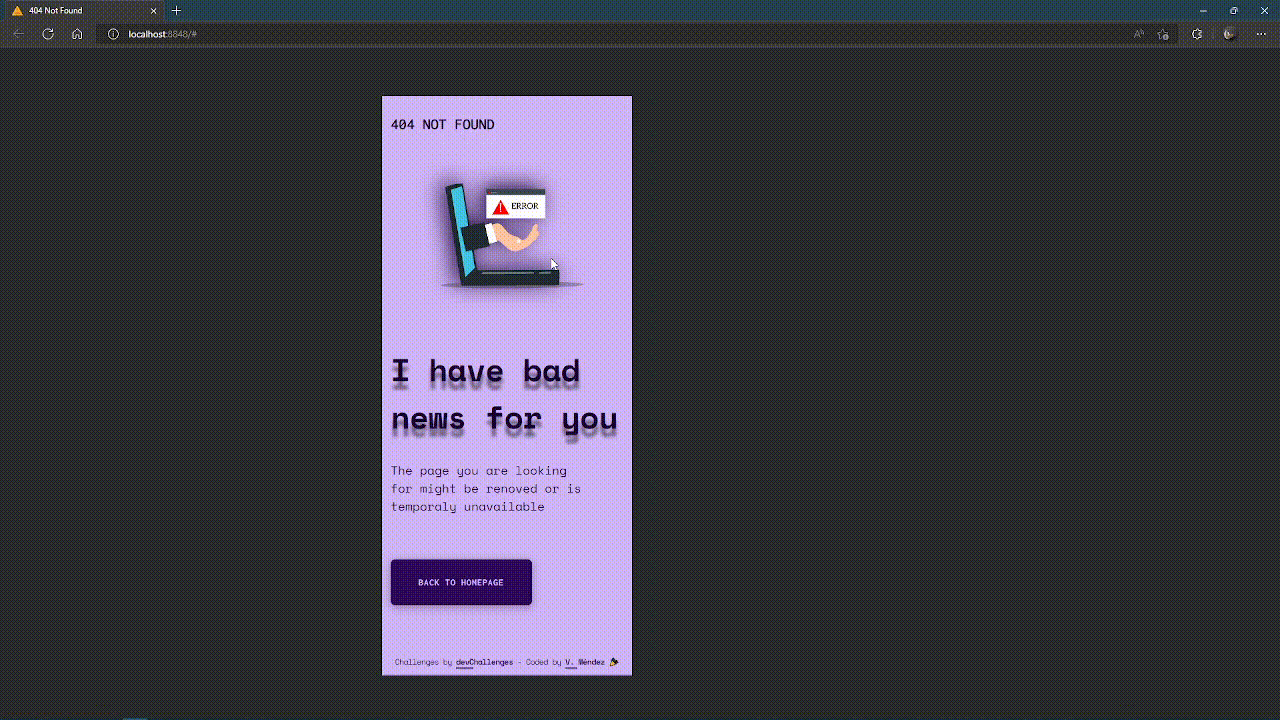 404 Not Found
localhost:8848/#
404 NOT FOUND
ERROR
I have bad
news for you
The page you are looking
for might be renoved or is
temporaly unavailable
BACK TO HOMEPAGE
Challenges by devChallenges - Coded by V. Méndez